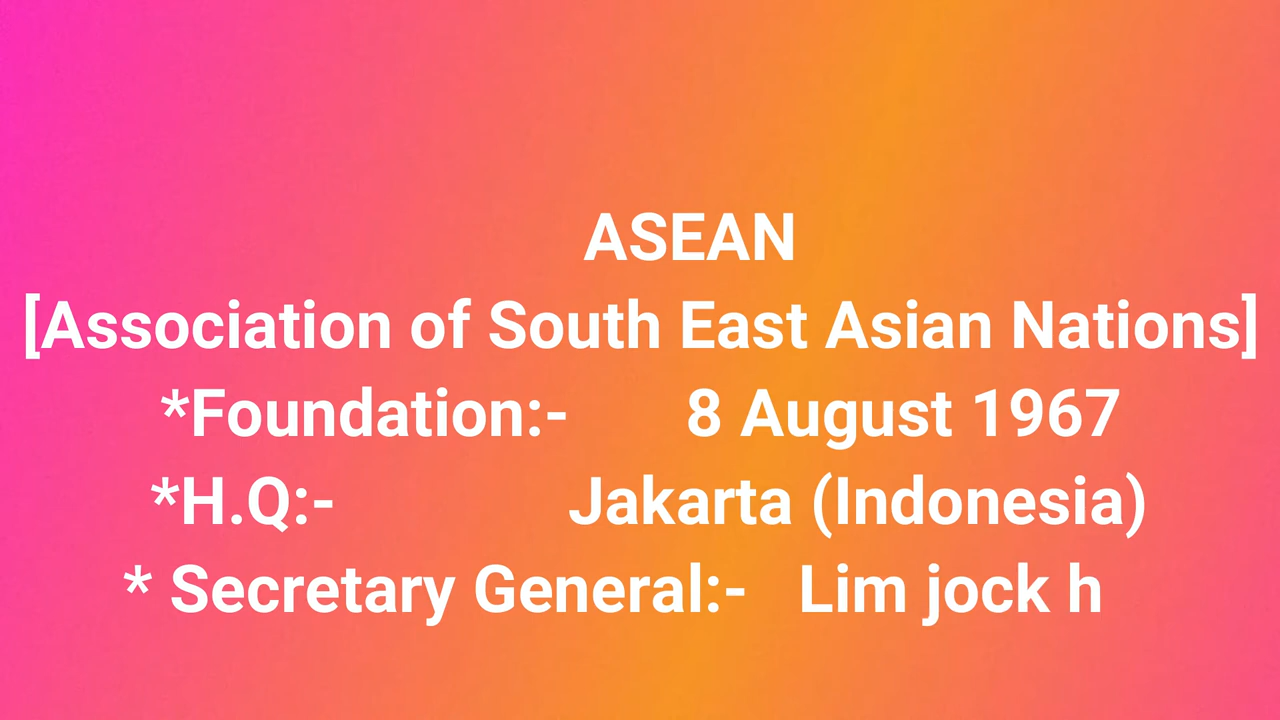 ASEAN
[Association of South East Asian Nations]
*Foundation:- 8 August 1967
*H.Q:- Jakarta (Indonesia)
* Secretary General:- Lim jock h